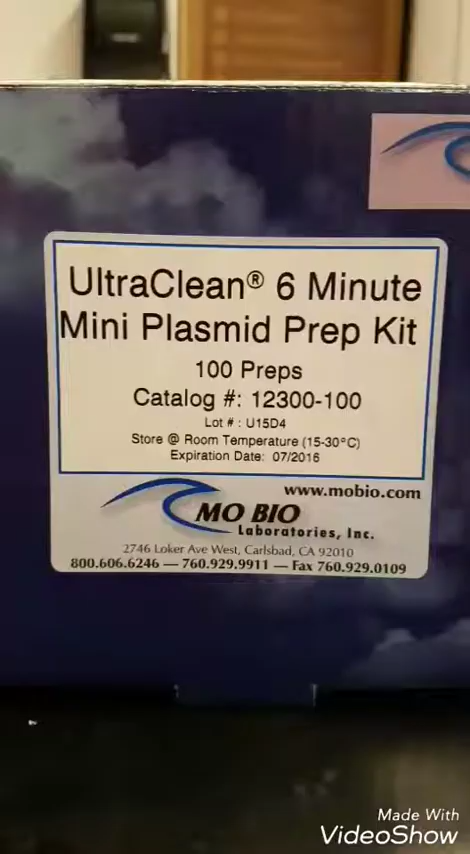 UltraClean® 6 Minute
Mini Plasmid Prep Kit
100 Preps
Catalog #: 12300-100
Lot # : U15D4
Store @ Room Temperature (15-30°C)
Expiration Date: 07/2016
www.mobio.com
MO BIO
Laboratories, Inc.
2746 Loker Ave West, Carlsbad, CA 92010
800.606.6246 — 760.929.9911 — Fax 760.929.0109
Made With
VideoShow